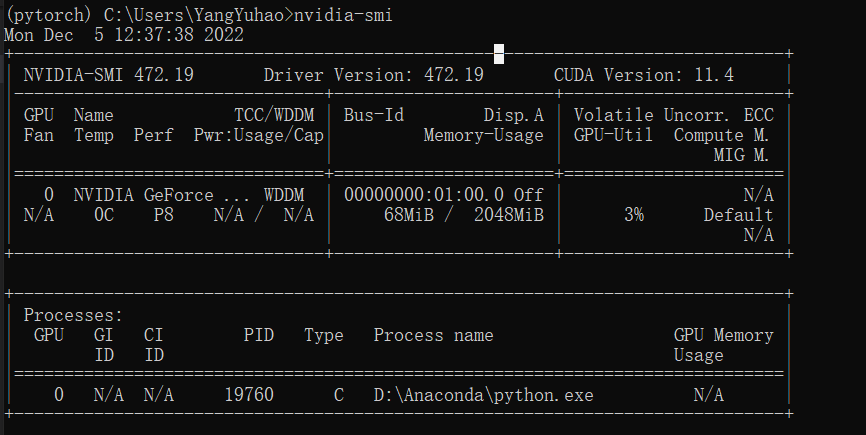 (pytorch) C:\Users\YangYuhao>nvidia-smi
Mon Dec  5 12:37:38 2022
NVIDIA-SMI 472.19       Driver Version: 472.19       CUDA Version: 11.4
GPU  Name            TCC/WDDM | Bus-Id        Disp.A | Volatile Uncorr. ECC
Fan  Temp  Perf  Pwr:Usage/Cap|         Memory-Usage | GPU-Util  Compute M.
MIG M.
0  NVIDIA GeForce ... WDDM | 00000000:01:00.0 Off | N/A
N/A    0C    P8    N/A /  N/A |     68MiB /  2048MiB |      3%      Default
N/A
Processes:
GPU   GI   CI        PID   Type   Process name                  GPU Memory
ID   ID                                                   Usage
0   N/A  N/A     19760      C   D:\Anaconda\python.exe          N/A